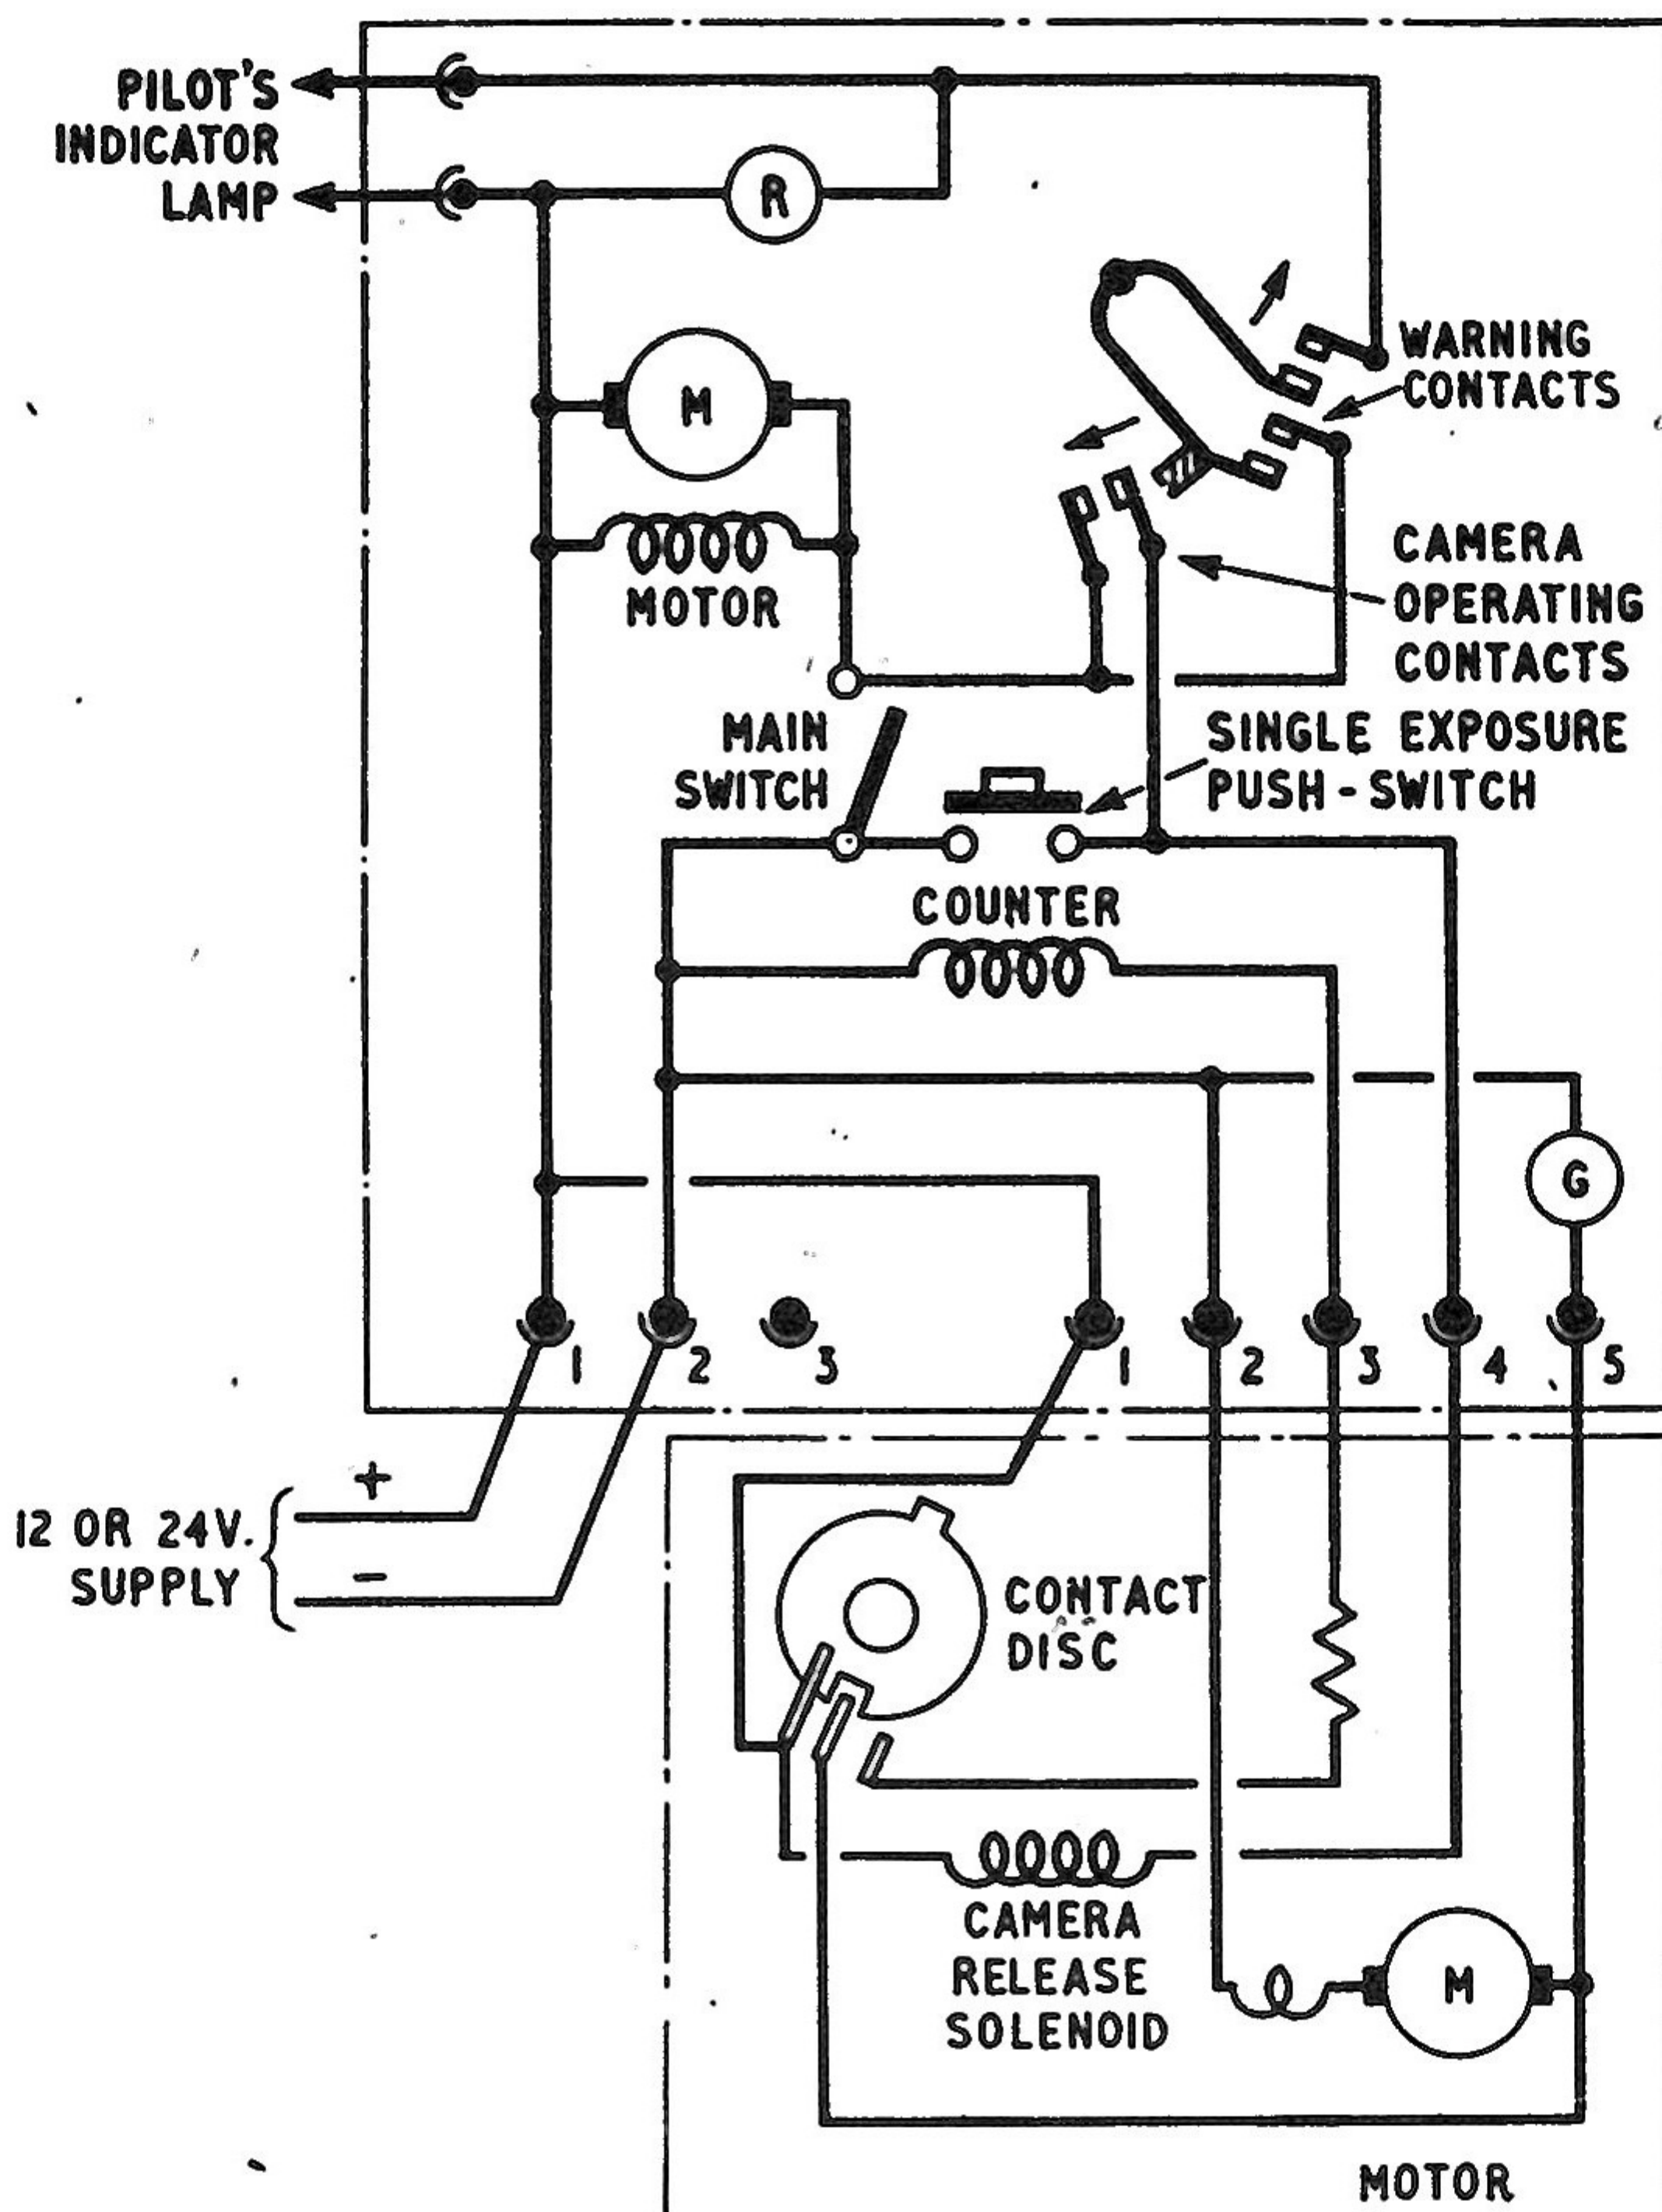 PILOT'S
INDICATOR
LAMP
R
M
MOTOR
WARNING
CONTACTS
CAMERA
OPERATING
CONTACTS
MAIN
SWITCH
SINGLE EXPOSURE
PUSH-SWITCH
COUNTER
G
1 2 3 1 2 3 4 5
+
12 OR 24V.
SUPPLY
-
CONTACT
DISC
CAMERA
RELEASE
SOLENOID
M
MOTOR